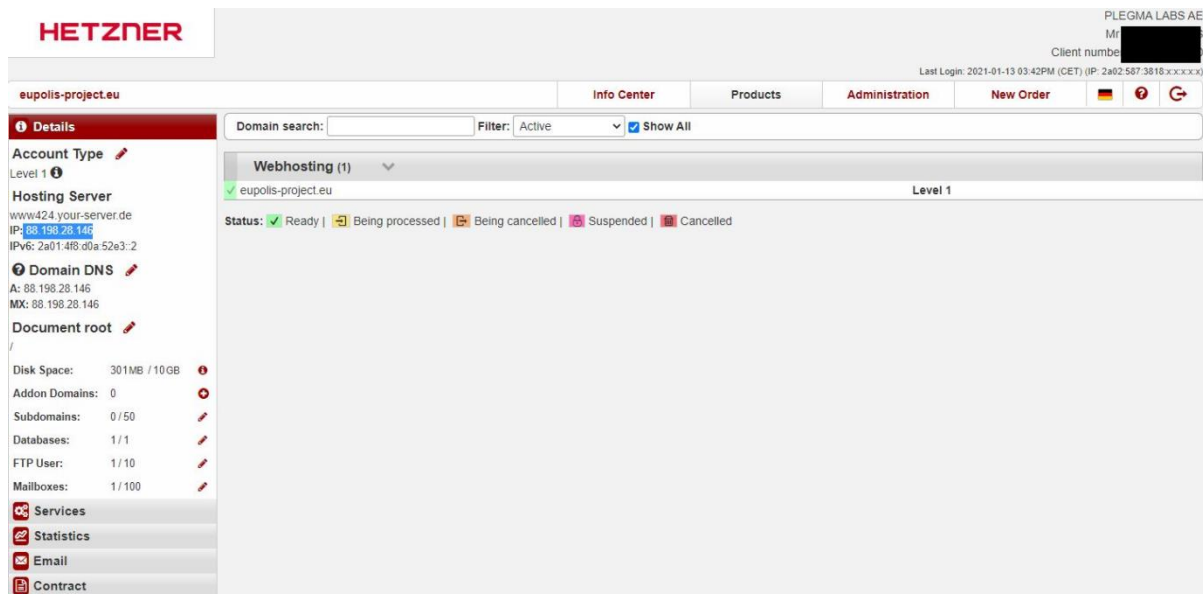 HETZNER
PLEGMA LABS AE
Mr
Client numbe
Last Login: 2021-01-13 03:42PM (CET) (IP: 2a02:587:3818:x:x:x:x:x)
eupolis-project.eu
Info Center
Products
Administration
New Order
Details
Domain search:
Filter: Active
Show All
Account Type
Level 1
Webhosting (1)
eupolis-project.eu
Level 1
Status: Ready | Being processed | Being cancelled | Suspended | Cancelled
Hosting Server
www424.your-server.de
IP: 88.198.28.146
IPv6: 2a01:4f8:d0a:52e3::2
Domain DNS
A: 88.198.28.146
MX: 88.198.28.146
Document root
/
Disk Space: 301MB / 10GB
Addon Domains: 0
Subdomains: 0 / 50
Databases: 1 / 1
FTP User: 1 / 10
Mailboxes: 1 / 100
Services
Statistics
Email
Contract